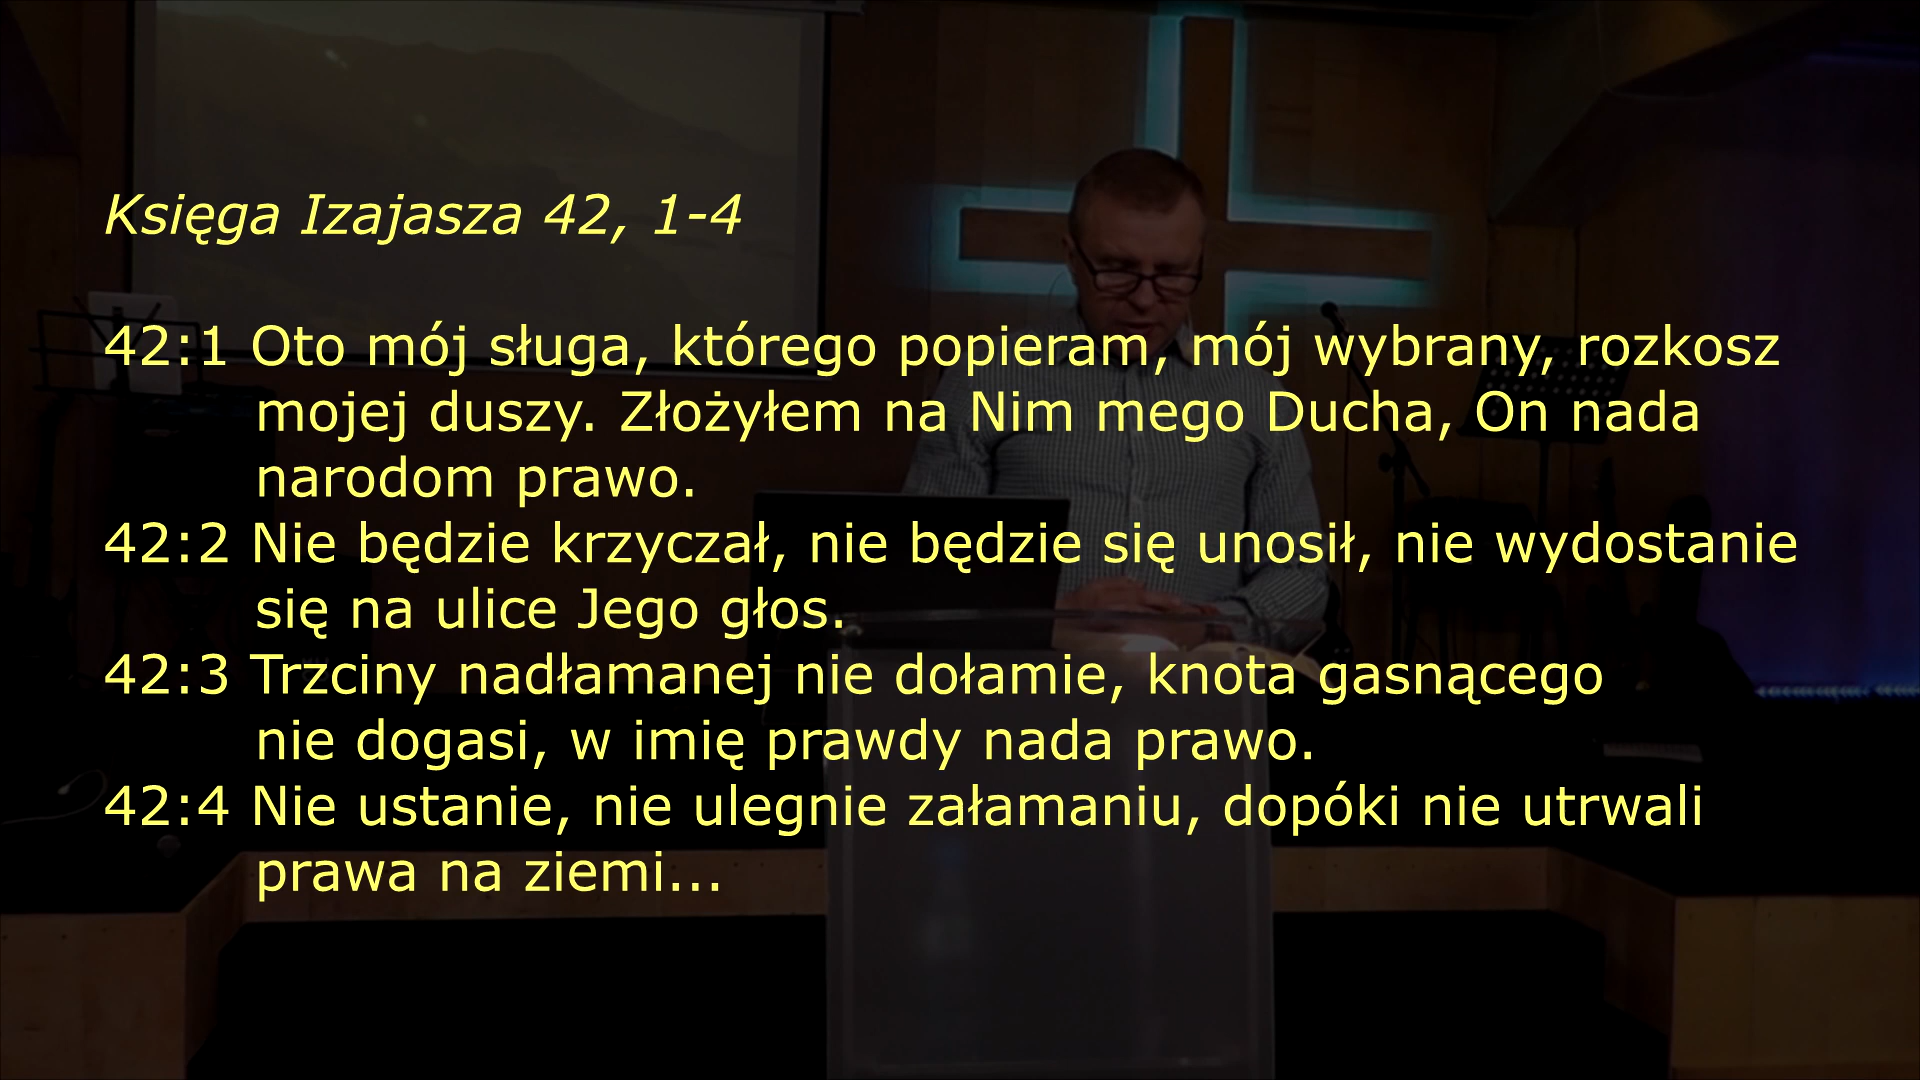 Księga Izajasza 42, 1-4
42:1 Oto mój sługa, którego popieram, mój wybrany, rozkosz
mojej duszy. Złożyłem na Nim mego Ducha, On nada
narodom prawo.
42:2 Nie będzie krzyczał, nie będzie się unosił, nie wydostanie
się na ulice Jego głos.
42:3 Trzciny nadłamanej nie dołamie, knota gasnącego
nie dogasi, w imię prawdy nada prawo.
42:4 Nie ustanie, nie ulegnie załamaniu, dopóki nie utrwali
prawa na ziemi...